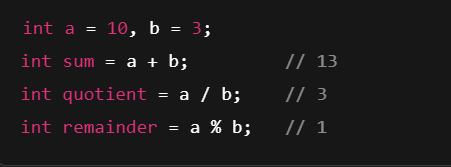 int a = 10, b = 3;
int sum = a + b;         // 13
int quotient = a / b;    // 3
int remainder = a % b;   // 1